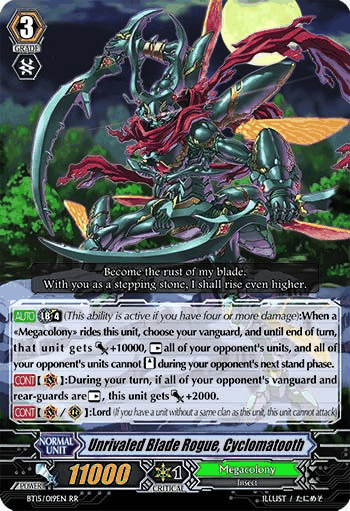 3
GRADE
Become the rust of my blade.
With you as a stepping stone, I shall rise even higher.
AUTO LB4 (This ability is active if you have four or more damage):When a
«Megacolony» rides this unit, choose your vanguard, and until end of turn,
that unit gets +10000, all of your opponent's units, and all of
your opponent's units cannot during your opponent's next stand phase.
CONT [ ]:During your turn, if all of your opponent's vanguard and
rear-guards are , this unit gets +2000.
CONT [ / ]:Lord (If you have a unit without a same clan as this unit, this unit cannot attack)
NORMAL UNIT
Unrivaled Blade Rogue, Cyclomatooth
POWER 11000
1
CRITICAL
Megacolony
Insect
BT15/019EN RR
ILLUST / たにめそ